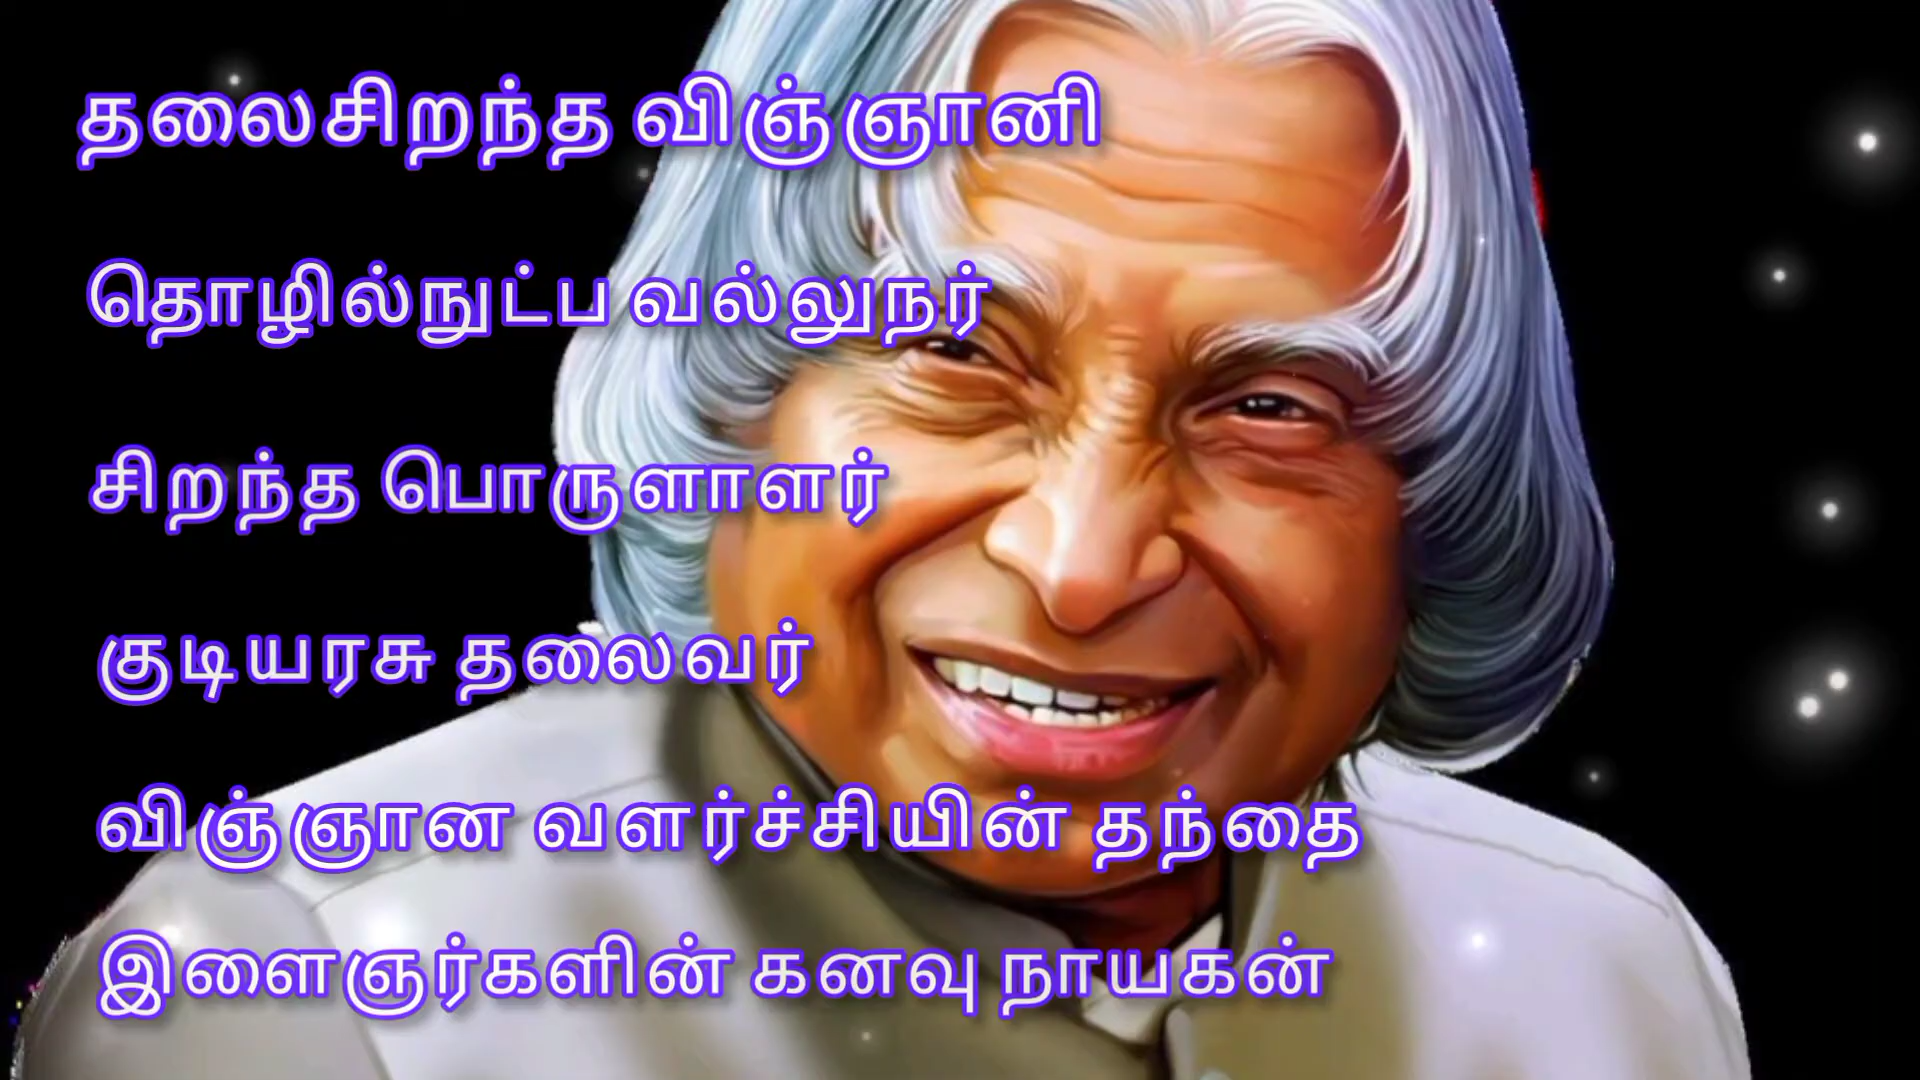 தலைசிறந்த விஞ்ஞானி
தொழில்நுட்ப வல்லுநர்
சிறந்த பொருளாளர்
குடியரசு தலைவர்
விஞ்ஞான வளர்ச்சியின் தந்தை
இளைஞர்களின் கனவு நாயகன்